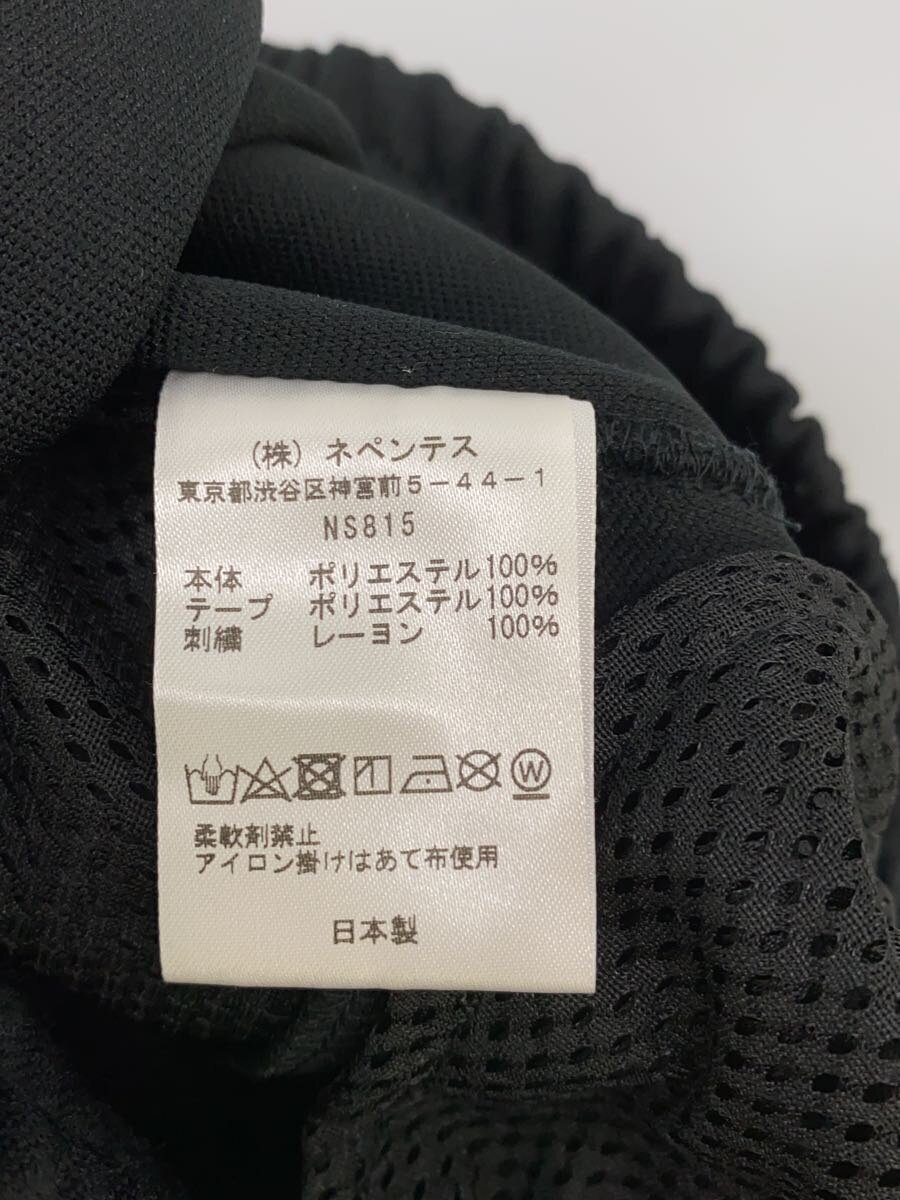 (株) ネペンテス
東京都渋谷区神宮前5-44-1
NS815
本体 ポリエステル100%
テープ ポリエステル100%
刺繍 レーヨン 100%
W
柔軟剤禁止
アイロン掛けはあて布使用
日本製